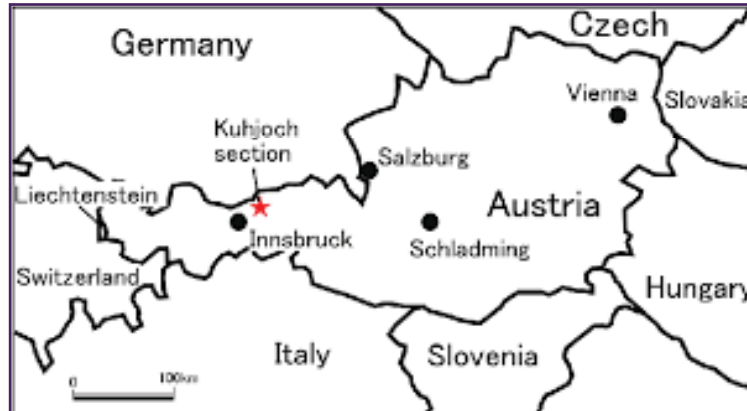 Czech
Germany
Vienna
Slovakia
Kuhjoch
section
Salzburg
Liechtenstein
Austria
Innsbruck
Schladming
Switzerland
Hungary
Italy
Slovenia
0
100km